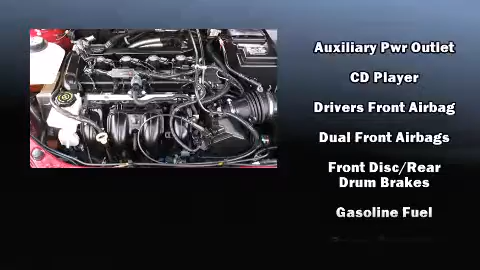 Auxiliary Pwr Outlet
CD Player
Drivers Front Airbag
Dual Front Airbags
Front Disc/Rear
Drum Brakes
Gasoline Fuel